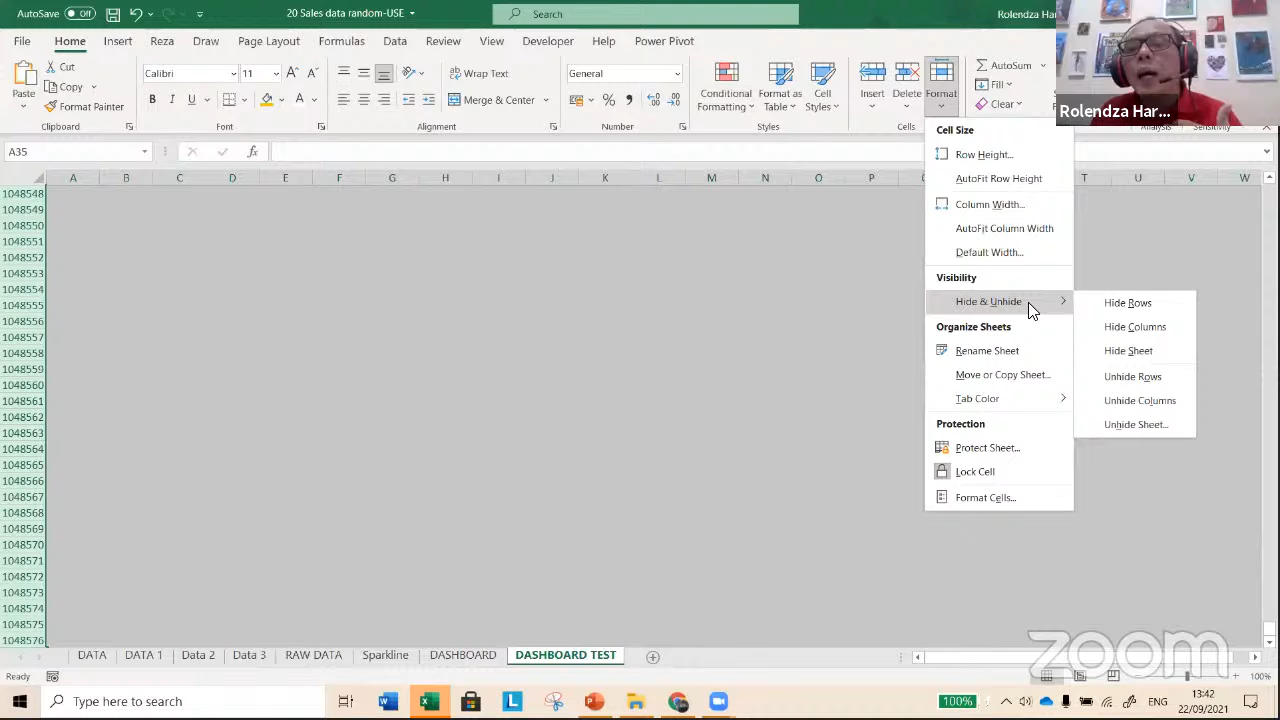 AutoSave Off 20 Sales data random-USE Search Rolendza Har
File Home Insert Reza Draw Page Layout Formulas Data Review View Developer Help Power Pivot
Paste
Cut
Copy
Format Painter
Clipboard
Calibri 11
B I U
Font
Wrap Text
Merge & Center
Alignment
General
Number
Conditional Formatting
Format as Table
Cell Styles
Styles
Insert
Delete
Format
Cells
AutoSum
Fill
Clear
Rolendza Har...
Analysis Sensitivity
A35 fx
A B C D E F G H I J K L M N O P T U V W
1048548
1048549
1048550
1048551
1048552
1048553
1048554
1048555
1048556
1048557
1048558
1048559
1048560
1048561
1048562
1048563
1048564
1048565
1048566
1048567
1048568
1048569
1048570
1048571
1048572
1048573
1048574
1048575
1048576
Cell Size
Row Height...
AutoFit Row Height
Column Width...
AutoFit Column Width
Default Width...
Visibility
Hide & Unhide
Organize Sheets
Rename Sheet
Move or Copy Sheet...
Tab Color
Protection
Protect Sheet...
Lock Cell
Format Cells...
Hide Rows
Hide Columns
Hide Sheet
Unhide Rows
Unhide Columns
Unhide Sheet...
DATA DATA 1 Data 2 Data 3 RAW DATA Sparkline DASHBOARD DASHBOARD TEST
zoom
Ready 100%
Type here to search
100% ENG 13:42
22/09/2021